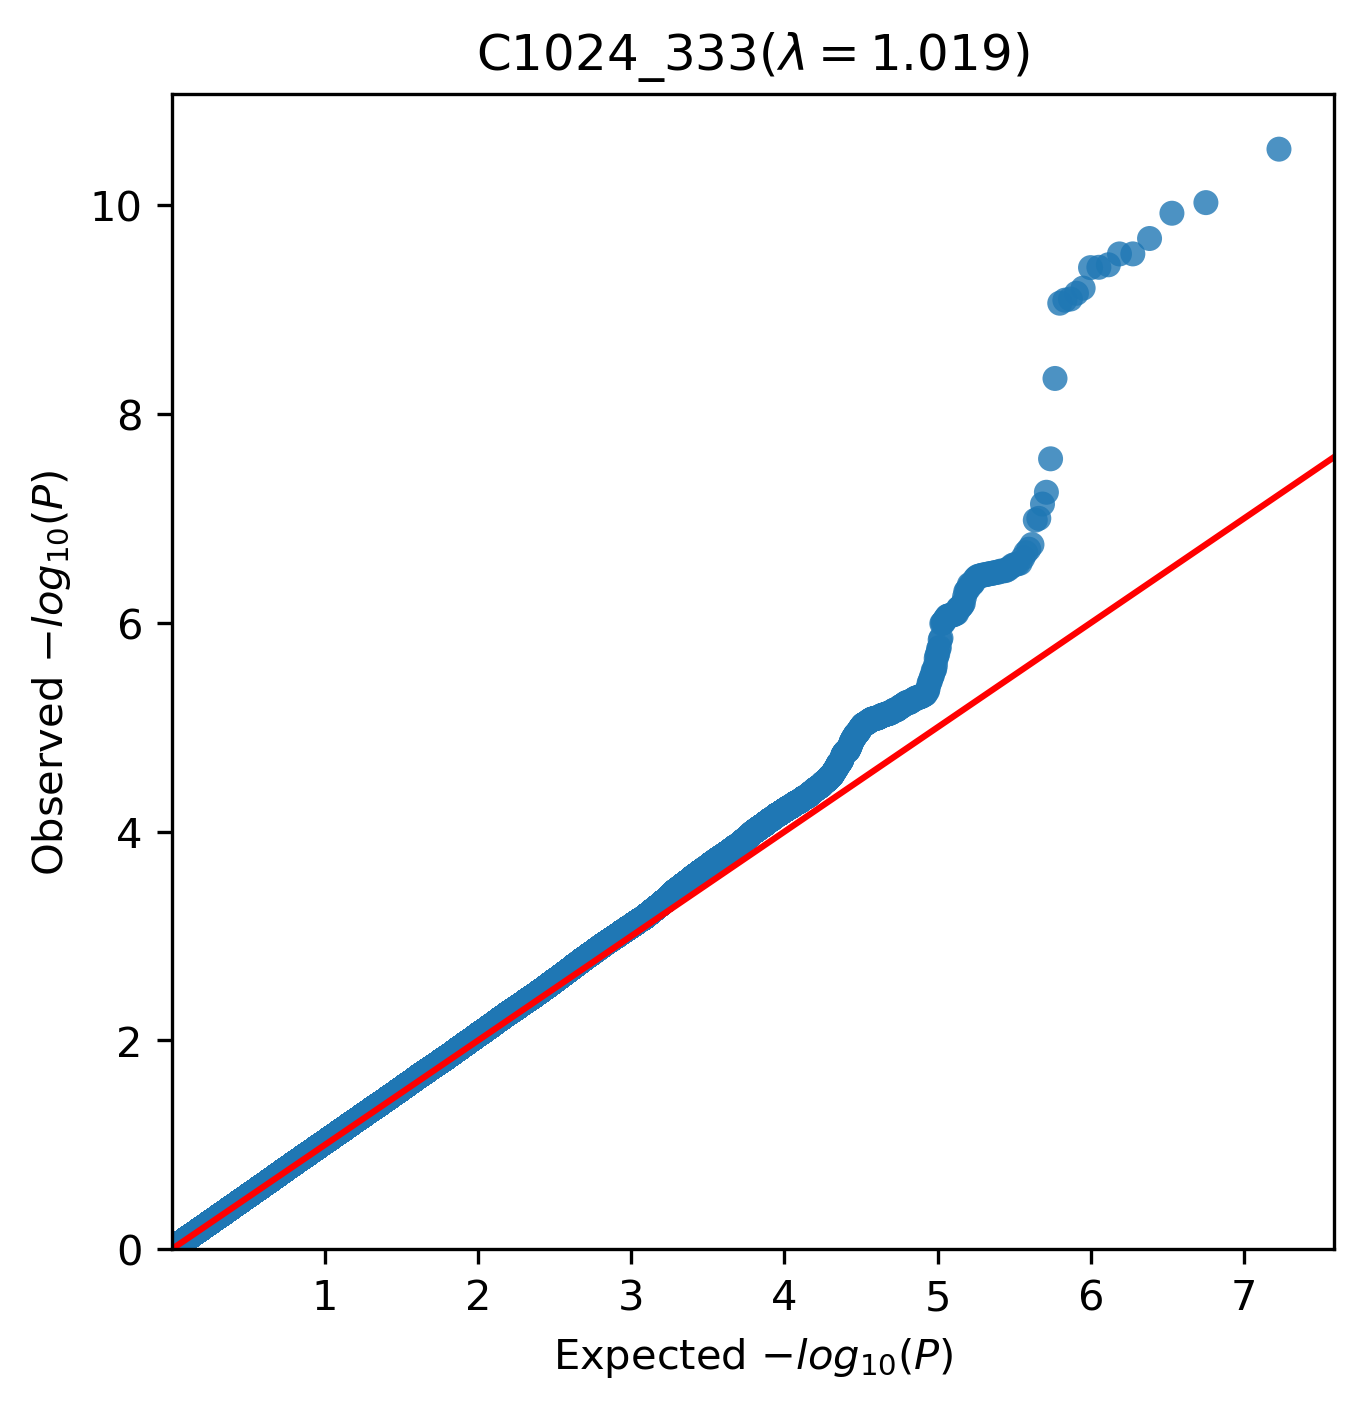 C1024_333(λ = 1.019)
Observed −log₁₀(P)
10
8
6
4
2
0
1 2 3 4 5 6 7
Expected −log₁₀(P)